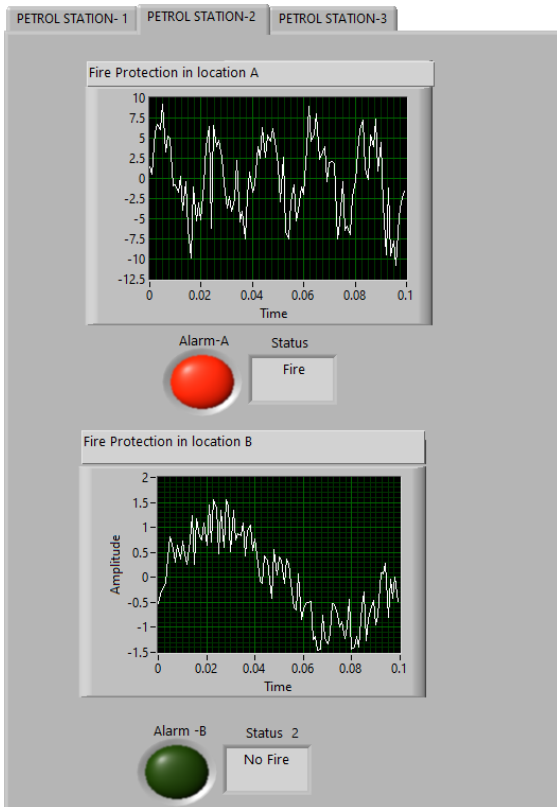 PETROL STATION- 1 PETROL STATION-2 PETROL STATION-3
Fire Protection in location A
10
7.5
5
2.5
0
-2.5
-5
-7.5
-10
-12.5
0 0.02 0.04 0.06 0.08 0.1
Time
Alarm-A Status
Fire
Fire Protection in location B
Amplitude
2
1.5
1
0.5
0
-0.5
-1
-1.5
0 0.02 0.04 0.06 0.08 0.1
Time
Alarm -B Status 2
No Fire